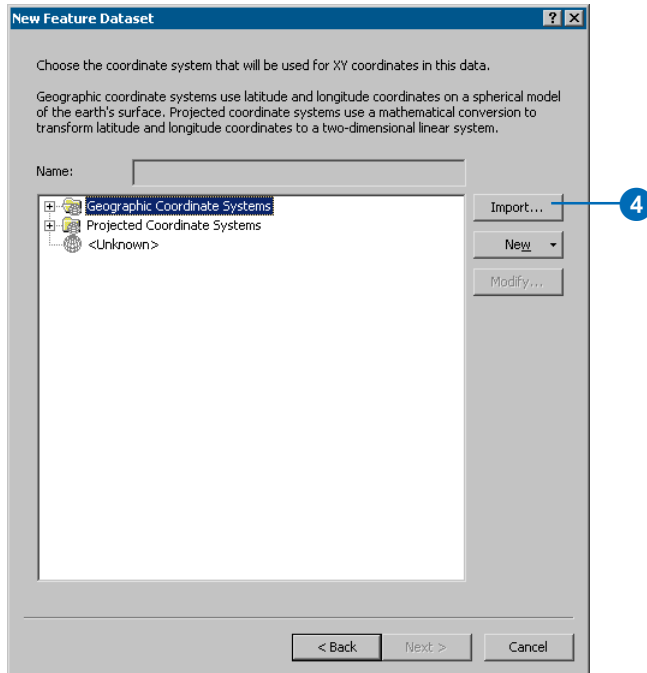 New Feature Dataset
Choose the coordinate system that will be used for XY coordinates in this data.
Geographic coordinate systems use latitude and longitude coordinates on a spherical model
of the earth's surface. Projected coordinate systems use a mathematical conversion to
transform latitude and longitude coordinates to a two-dimensional linear system.
Name:
Geographic Coordinate Systems
Import...
4
Projected Coordinate Systems
<Unknown>
New
Modify...
< Back
Next >
Cancel